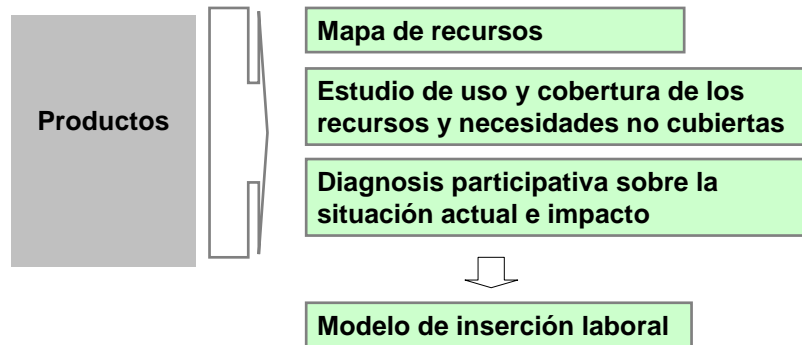 Productos
Mapa de recursos
Estudio de uso y cobertura de los
recursos y necesidades no cubiertas
Diagnosis participativa sobre la
situación actual e impacto
Modelo de inserción laboral